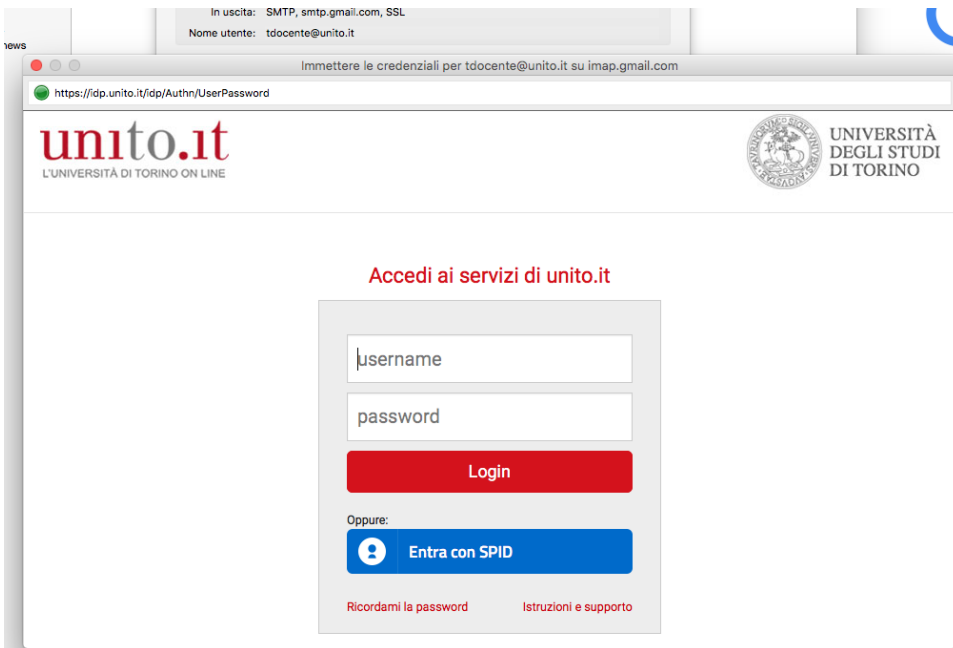 In uscita: SMTP, smtp.gmail.com, SSL
Nome utente: tdocente@unito.it
news
Immettere le credenziali per tdocente@unito.it su imap.gmail.com
https://idp.unito.it/idp/Authn/UserPassword
unito.it
L'UNIVERSITÀ DI TORINO ON LINE
UNIVERSITÀ
DEGLI STUDI
DI TORINO
Accedi ai servizi di unito.it
username
password
Login
Oppure:
Entra con SPID
Ricordami la password Istruzioni e supporto